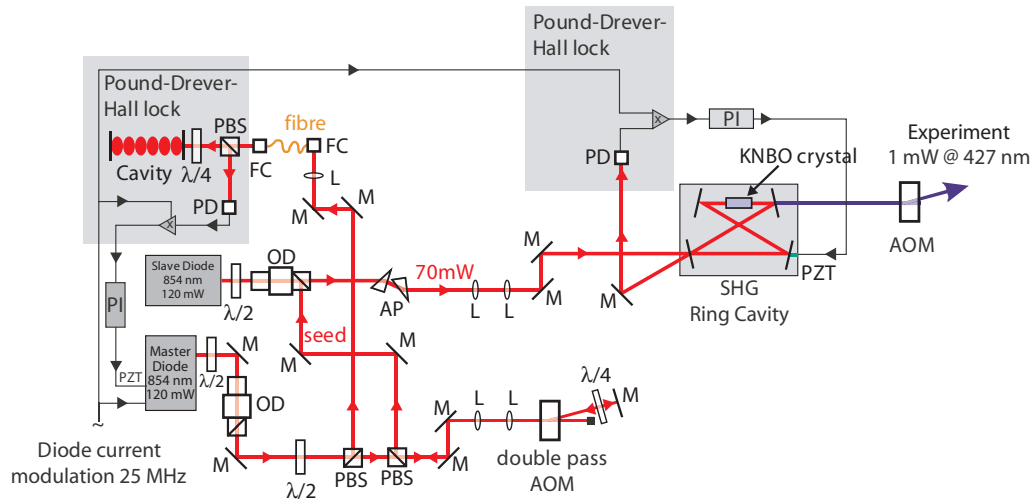 Pound-Drever-
Hall lock
Pound-Drever-
Hall lock
PBS
fibre
FC
FC
Cavity
λ/4
L
M
M
PD
x
PD
x
PI
KNBO crystal
Experiment
1 mW @ 427 nm
AOM
PZT
SHG
Ring Cavity
M
M
M
M
Slave Diode
854 nm
120 mW
λ/2
OD
AP
70mW
L
L
PI
seed
M
M
Master
Diode
854 nm
120 mW
PZT
λ/2
M
OD
M
λ/2
PBS
PBS
M
M
L
L
double pass
AOM
λ/4
M
~
Diode current
modulation 25 MHz